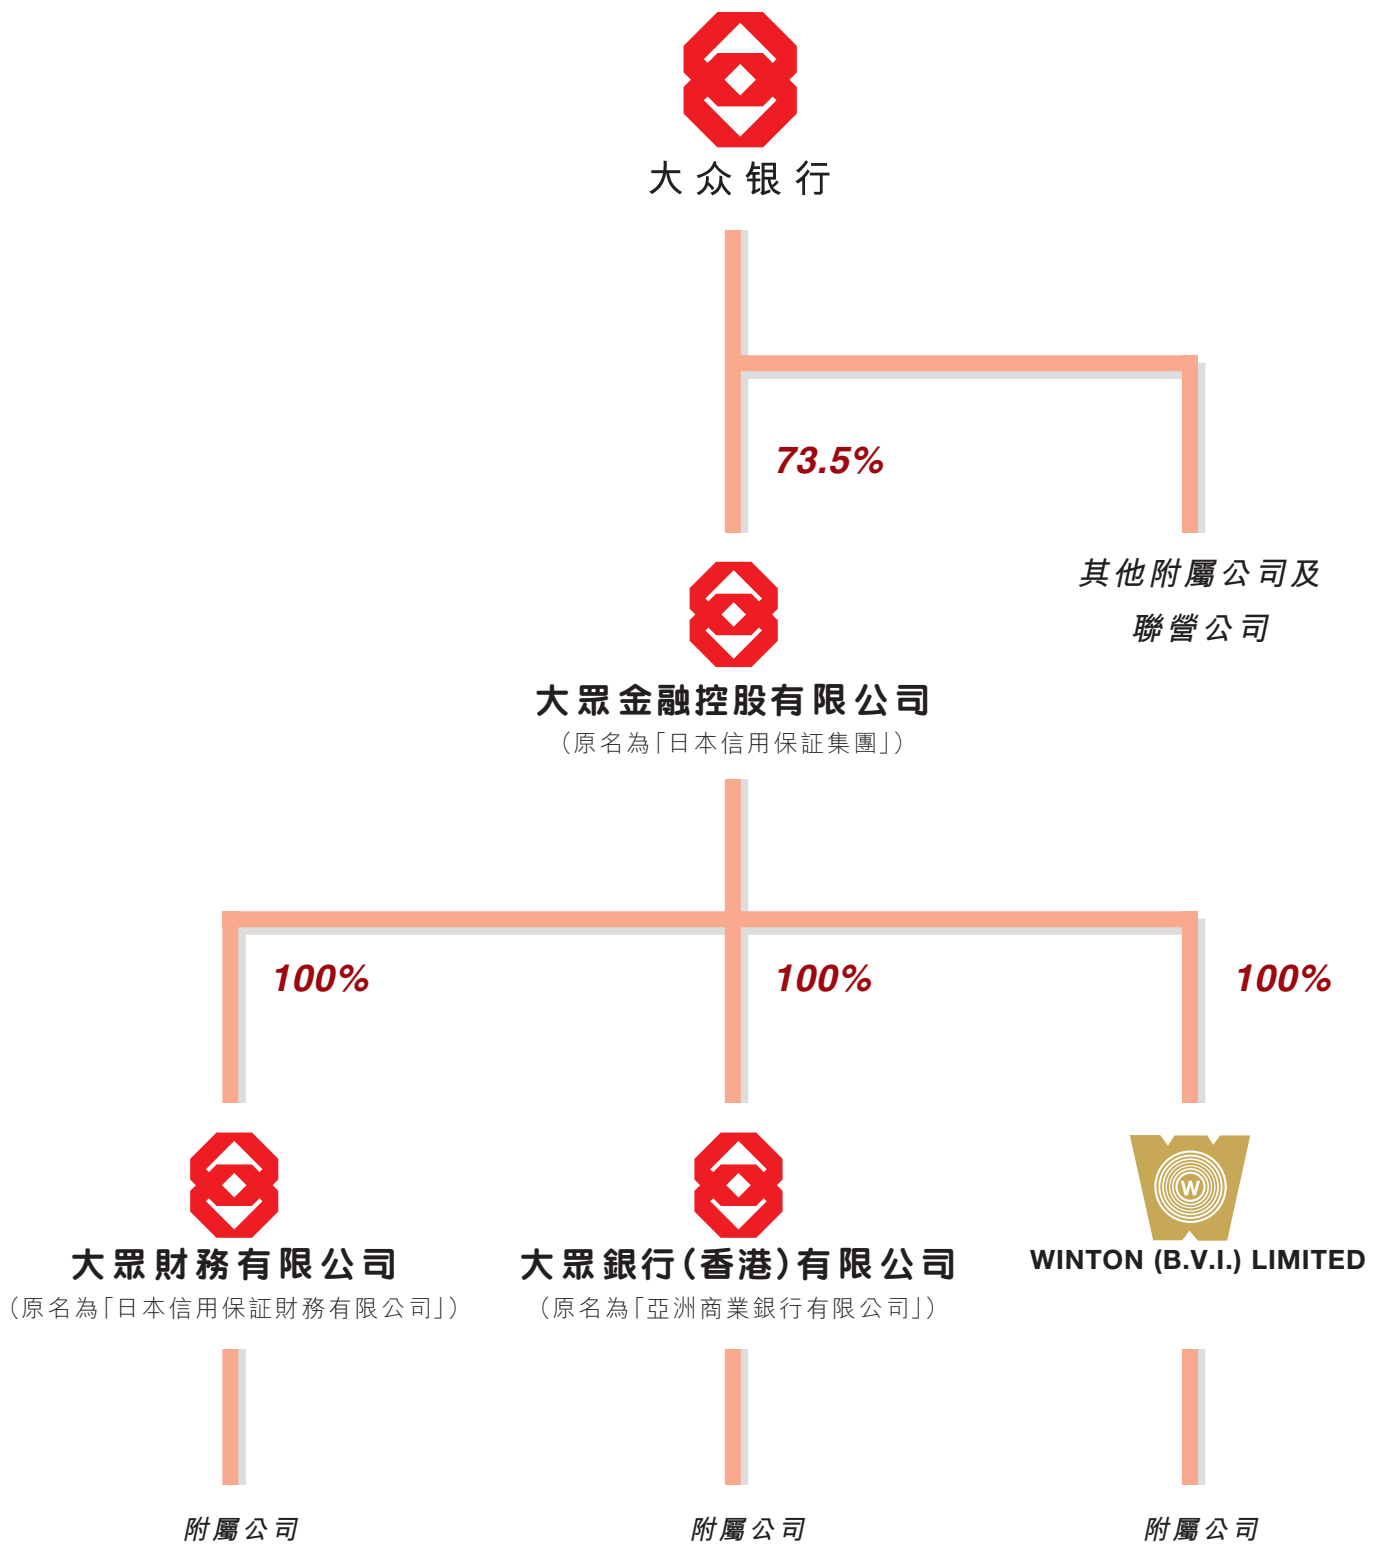 大众银行
73.5%
其他附屬公司及
聯營公司
大眾金融控股有限公司
（原名為「日本信用保証集團」）
100%
100%
100%
W
大眾財務有限公司
（原名為「日本信用保証財務有限公司」）
大眾銀行(香港)有限公司
（原名為「亞洲商業銀行有限公司」）
WINTON (B.V.I.) LIMITED
附屬公司
附屬公司
附屬公司